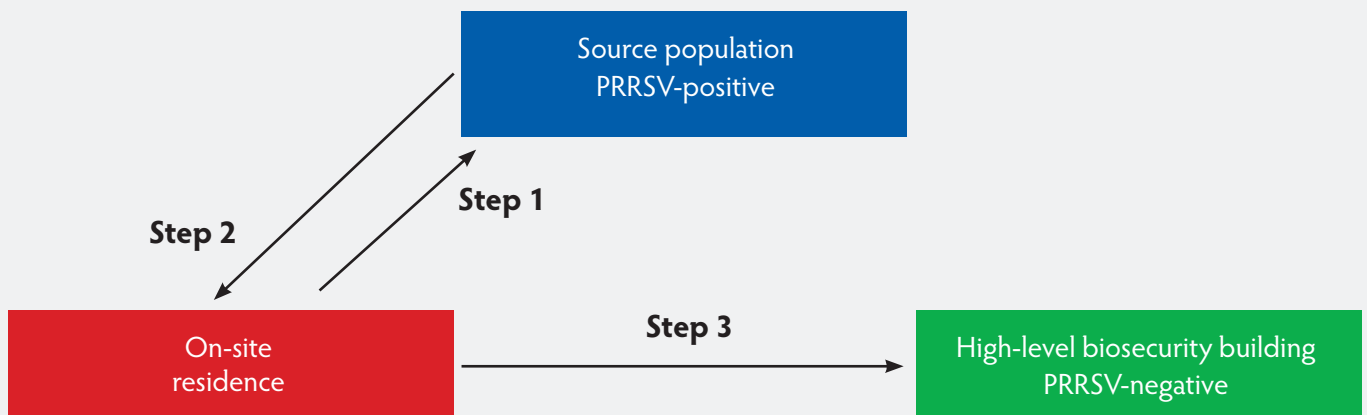 Source population
PRRSV-positive
Step 1
Step 2
Step 3
On-site
residence
High-level biosecurity building
PRRSV-negative